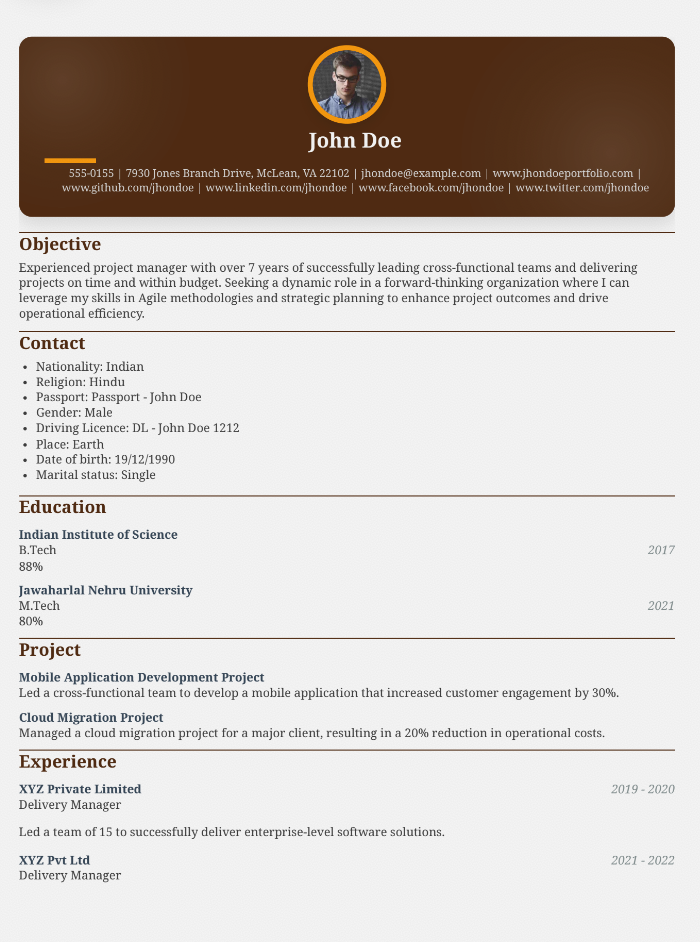 John Doe
555-0155 | 7930 Jones Branch Drive, McLean, VA 22102 | jhondoe@example.com | www.jhondoeportfolio.com |
www.github.com/jhondoe | www.linkedin.com/jhondoe | www.facebook.com/jhondoe | www.twitter.com/jhondoe
Objective
Experienced project manager with over 7 years of successfully leading cross-functional teams and delivering
projects on time and within budget. Seeking a dynamic role in a forward-thinking organization where I can
leverage my skills in Agile methodologies and strategic planning to enhance project outcomes and drive
operational efficiency.
Contact
• Nationality: Indian
• Religion: Hindu
• Passport: Passport - John Doe
• Gender: Male
• Driving Licence: DL - John Doe 1212
• Place: Earth
• Date of birth: 19/12/1990
• Marital status: Single
Education
Indian Institute of Science
B.Tech 2017
88%
Jawaharlal Nehru University
M.Tech 2021
80%
Project
Mobile Application Development Project
Led a cross-functional team to develop a mobile application that increased customer engagement by 30%.
Cloud Migration Project
Managed a cloud migration project for a major client, resulting in a 20% reduction in operational costs.
Experience
XYZ Private Limited 2019 - 2020
Delivery Manager
Led a team of 15 to successfully deliver enterprise-level software solutions.
XYZ Pvt Ltd 2021 - 2022
Delivery Manager